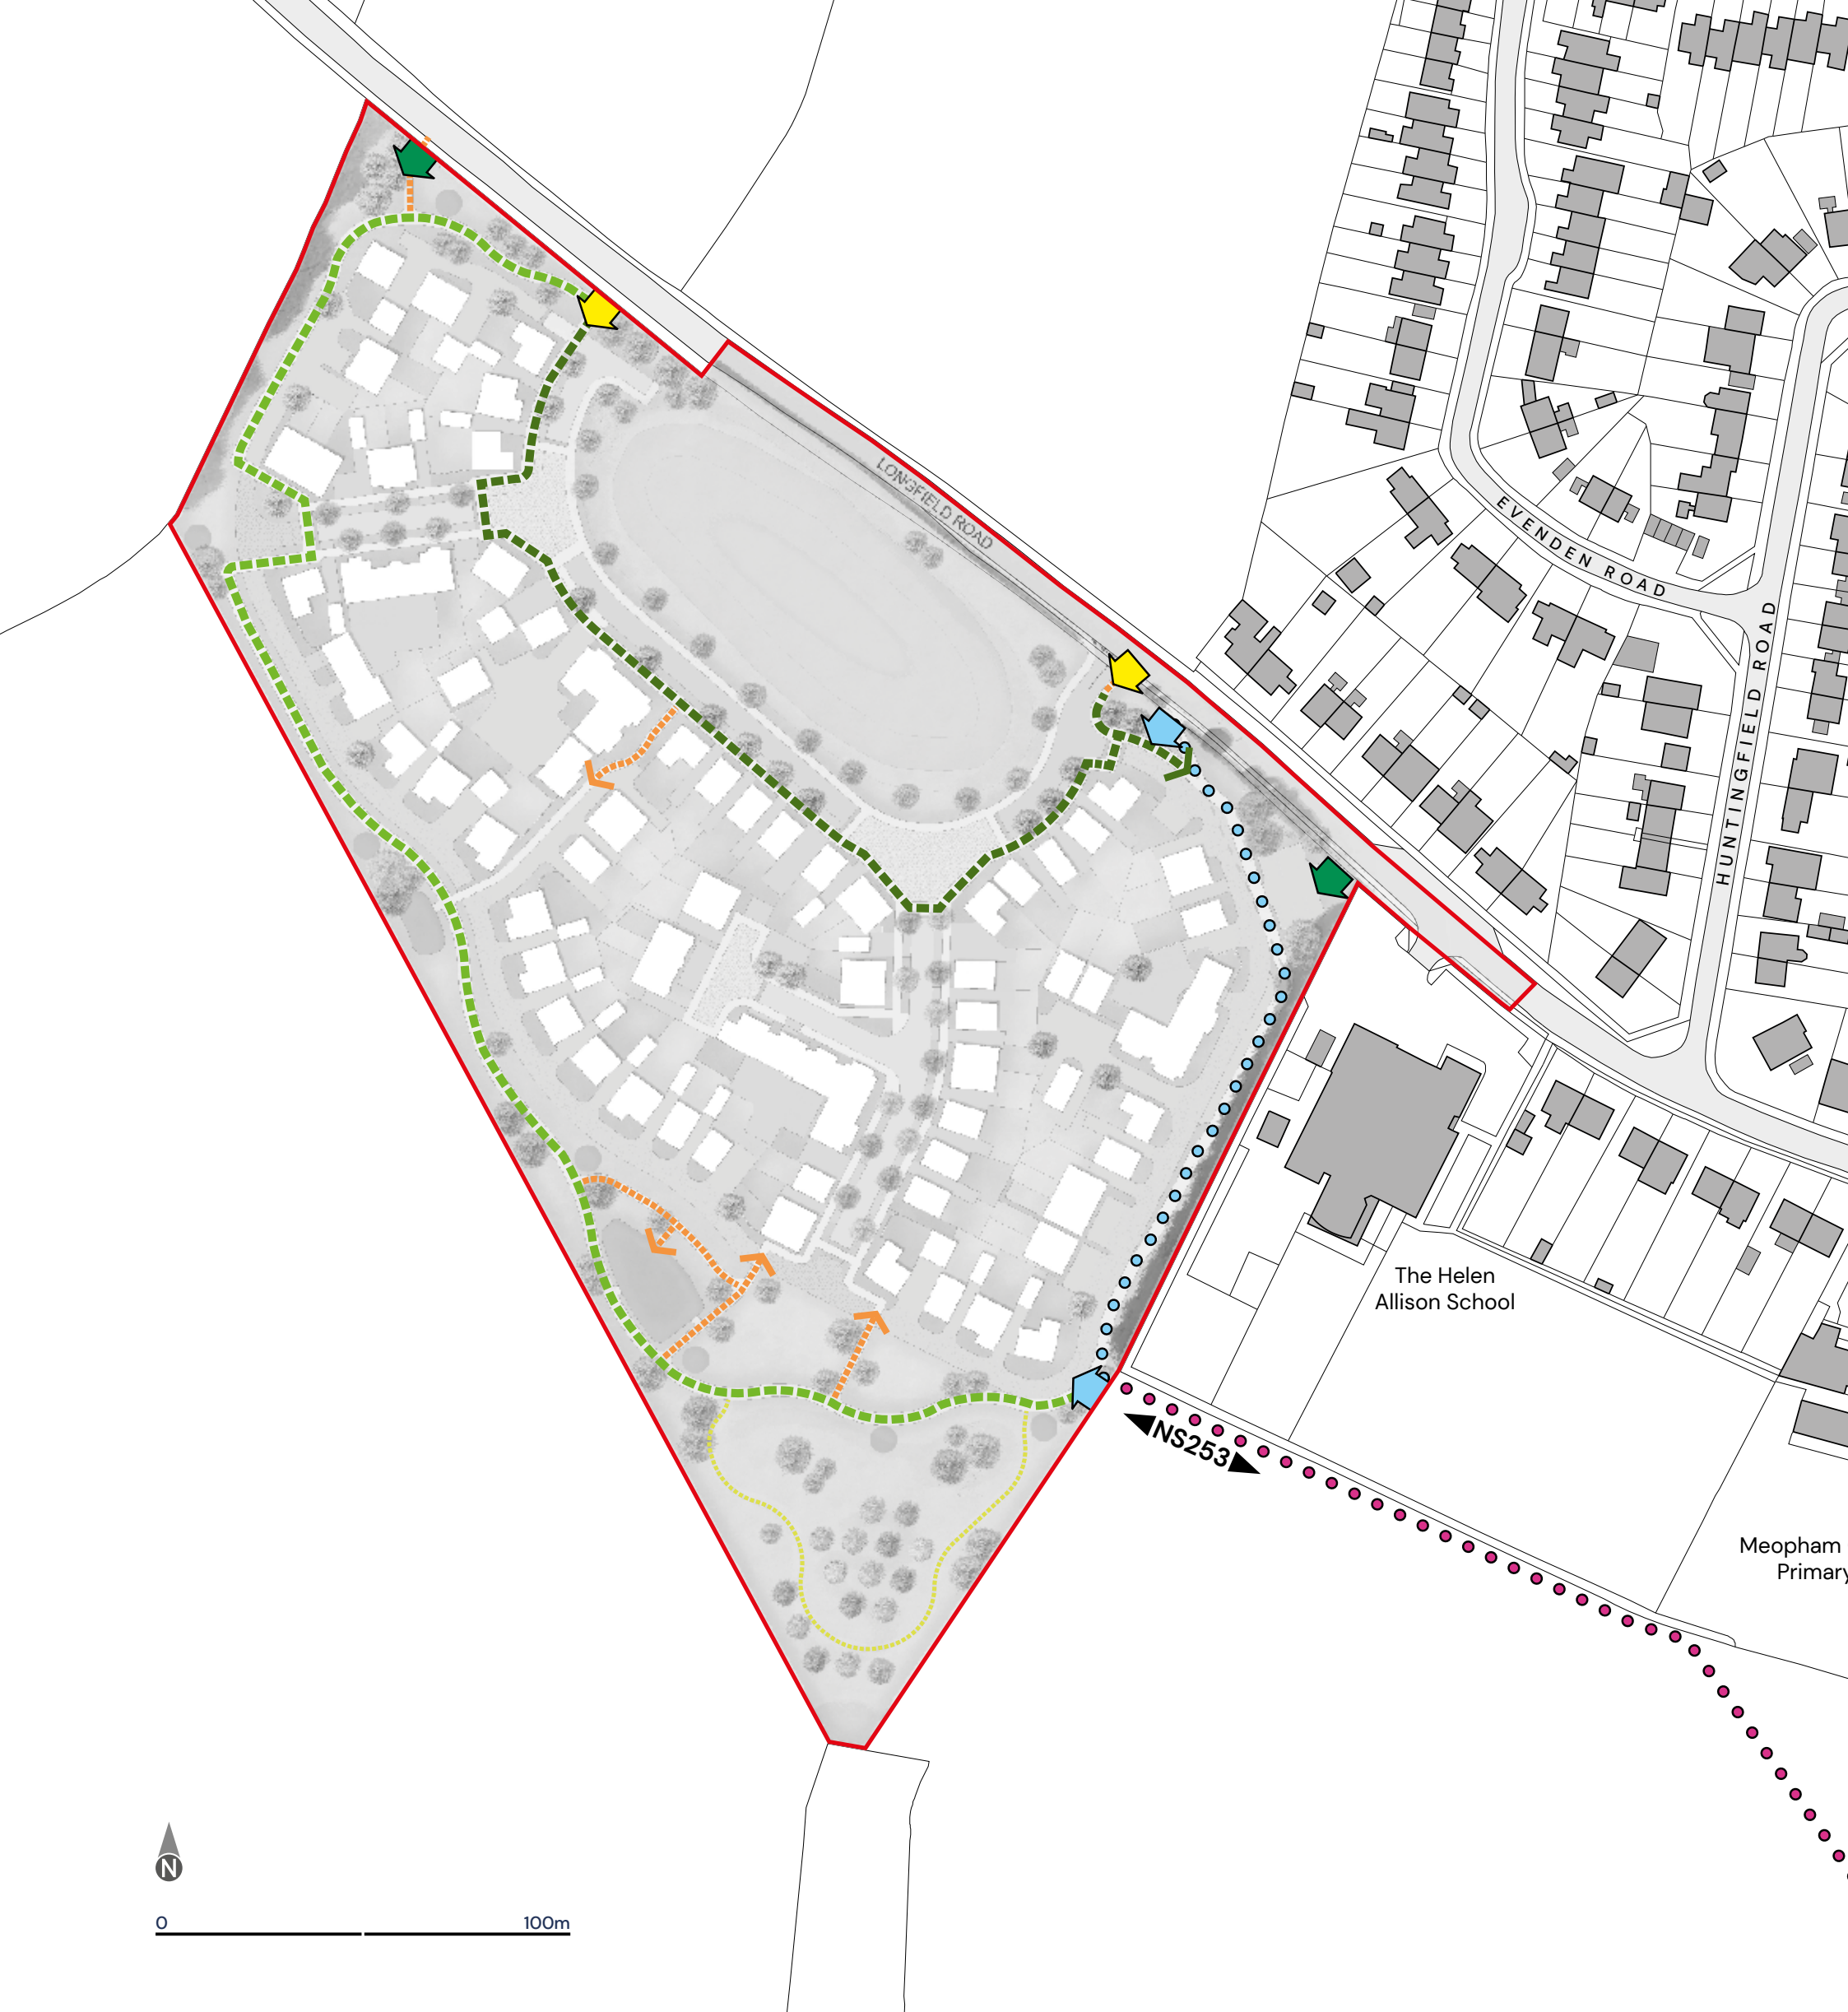 LONGFIELD ROAD
EVENDEN ROAD
HUNTINGFIELD ROAD
The Helen
Allison School
NS253
Meopham
Primary
N
0 100m